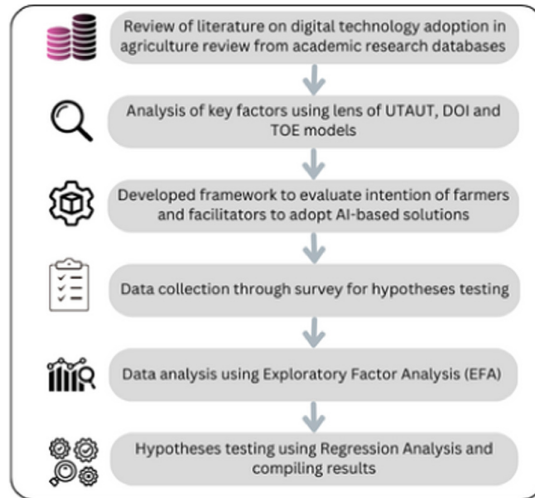 Review of literature on digital technology adoption in
agriculture review from academic research databases
Analysis of key factors using lens of UTAUT, DOI and
TOE models
Developed framework to evaluate intention of farmers
and facilitators to adopt AI-based solutions
Data collection through survey for hypotheses testing
Data analysis using Exploratory Factor Analysis (EFA)
Hypotheses testing using Regression Analysis and
compiling results